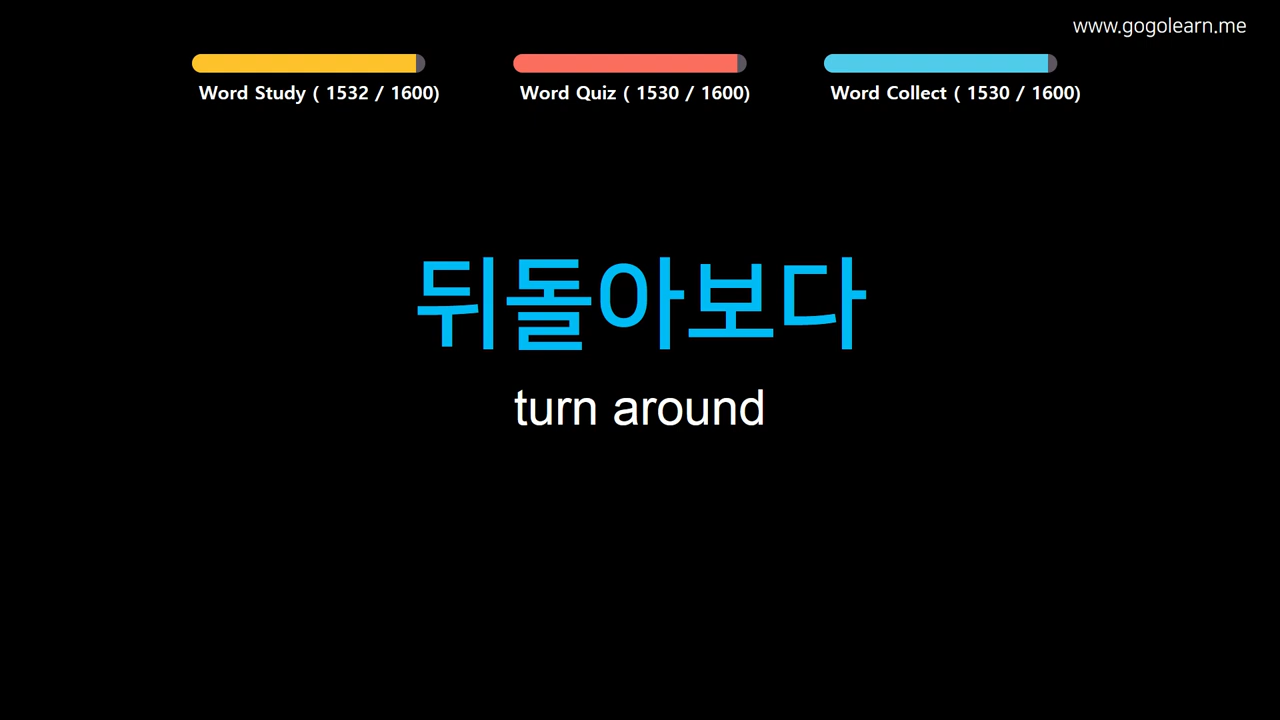 www.gogolearn.me
Word Study ( 1532 / 1600)
Word Quiz ( 1530 / 1600)
Word Collect ( 1530 / 1600)
뒤돌아보다
turn around